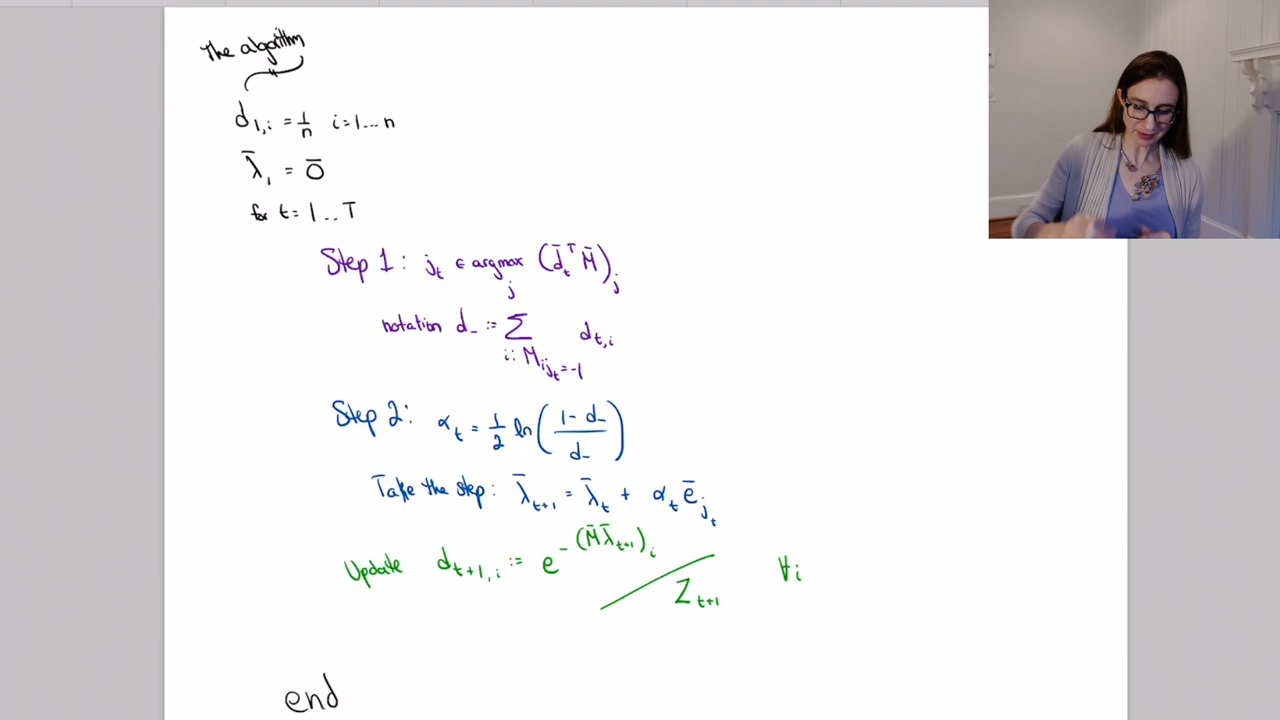 The algorithm
d_{1,i} = 1/n i=1...n
λ̄_1 = 0̄
for t=1..T
Step 1: j_t ∈ argmax_j (d̄_t^T M̄)_j
notation d_- := Σ_{i: M_{ij_t}=-1} d_{t,i}
Step 2: α_t = 1/2 ln((1-d_-)/d_-)
Take the step: λ̄_{t+1} = λ̄_t + α_t ē_{j_t}
Update d_{t+1,i} := e^{-(M̄λ̄_{t+1})_i} / Z_{t+1} ∀i
end